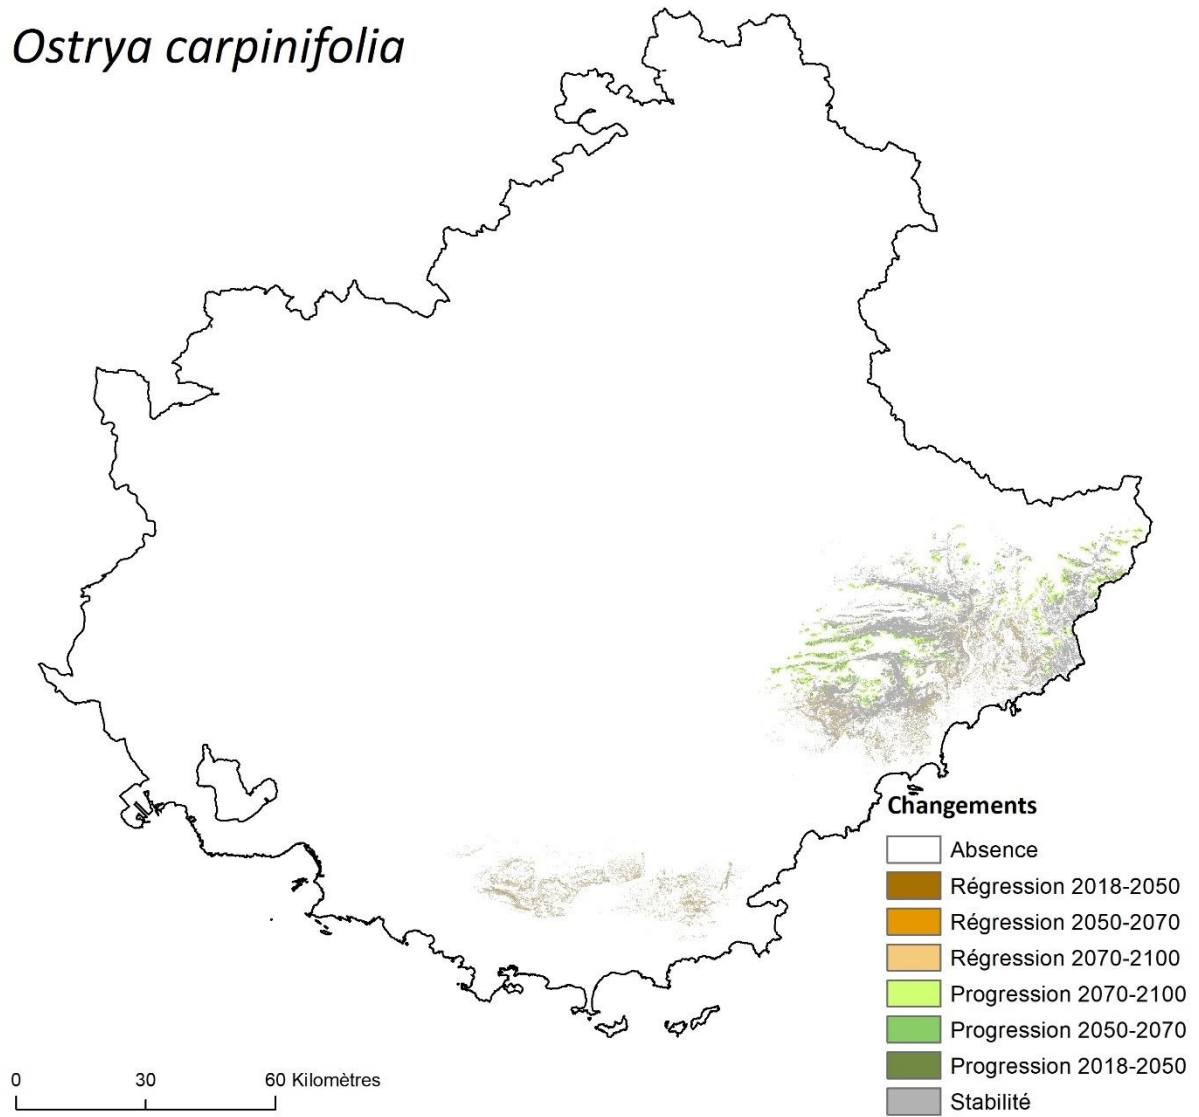 Ostrya carpinifolia
Changements
Absence
Régression 2018-2050
Régression 2050-2070
Régression 2070-2100
Progression 2070-2100
Progression 2050-2070
Progression 2018-2050
Stabilité
0 30 60 Kilomètres